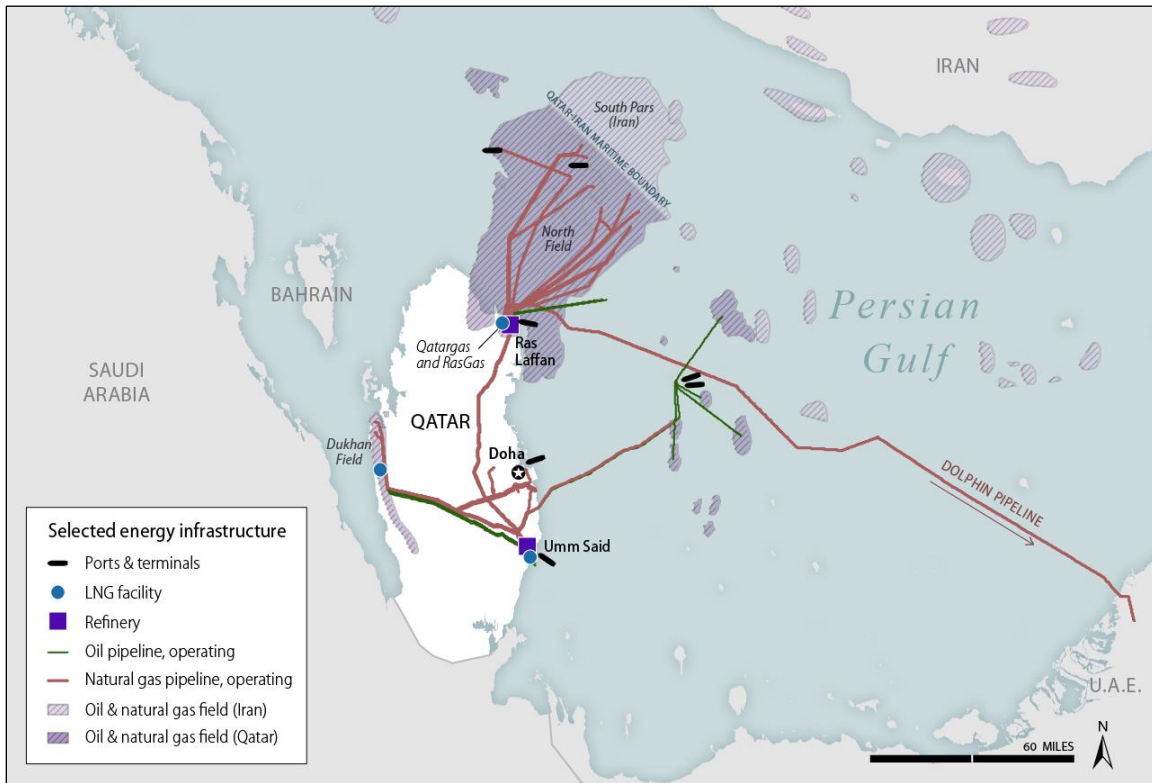 IRAN
South Pars
(Iran)
QATAR-IRAN MARITIME BOUNDARY
North
Field
BAHRAIN
Persian
Gulf
Qatargas
and RasGas
Ras
Laffan
SAUDI
ARABIA
QATAR
Dukhan
Field
Doha
DOLPHIN PIPELINE
Umm Said
U.A.E.
Selected energy infrastructure
Ports & terminals
LNG facility
Refinery
Oil pipeline, operating
Natural gas pipeline, operating
Oil & natural gas field (Iran)
Oil & natural gas field (Qatar)
60 MILES
N